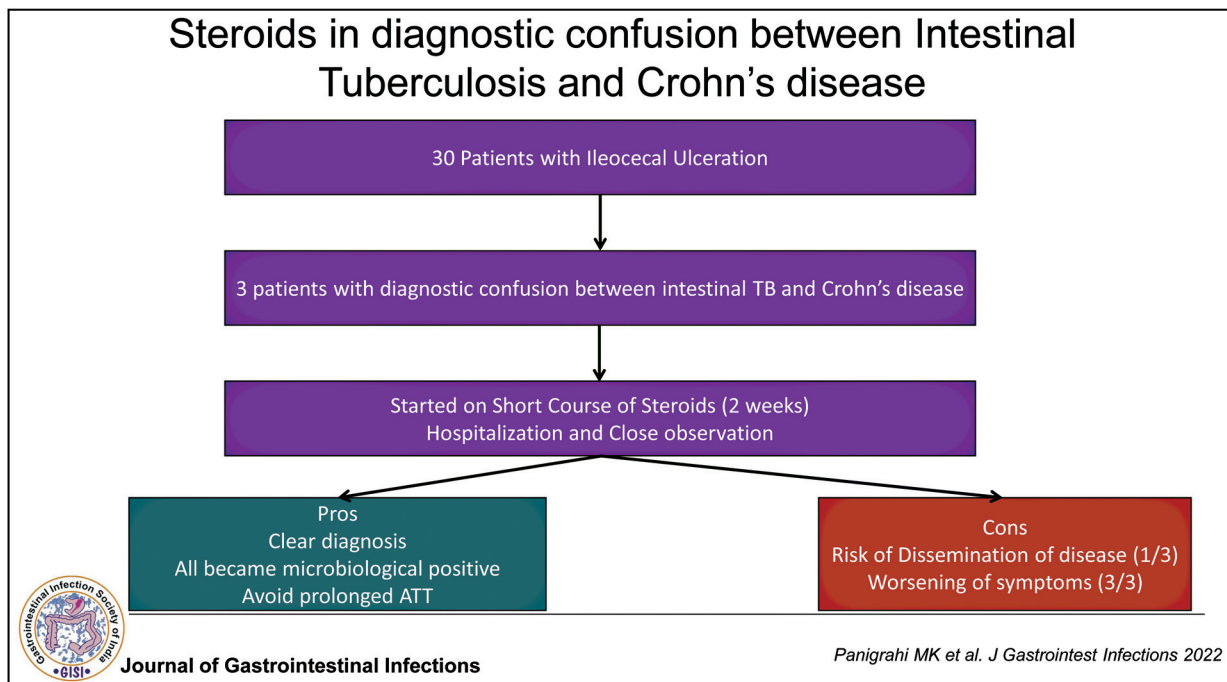 Steroids in diagnostic confusion between Intestinal
Tuberculosis and Crohn's disease
30 Patients with Ileocecal Ulceration
3 patients with diagnostic confusion between intestinal TB and Crohn's disease
Started on Short Course of Steroids (2 weeks)
Hospitalization and Close observation
Pros
Clear diagnosis
All became microbiological positive
Avoid prolonged ATT
Cons
Risk of Dissemination of disease (1/3)
Worsening of symptoms (3/3)
Gastrointestinal Infection Society of India
•GISI•
Journal of Gastrointestinal Infections
Panigrahi MK et al. J Gastrointest Infections 2022